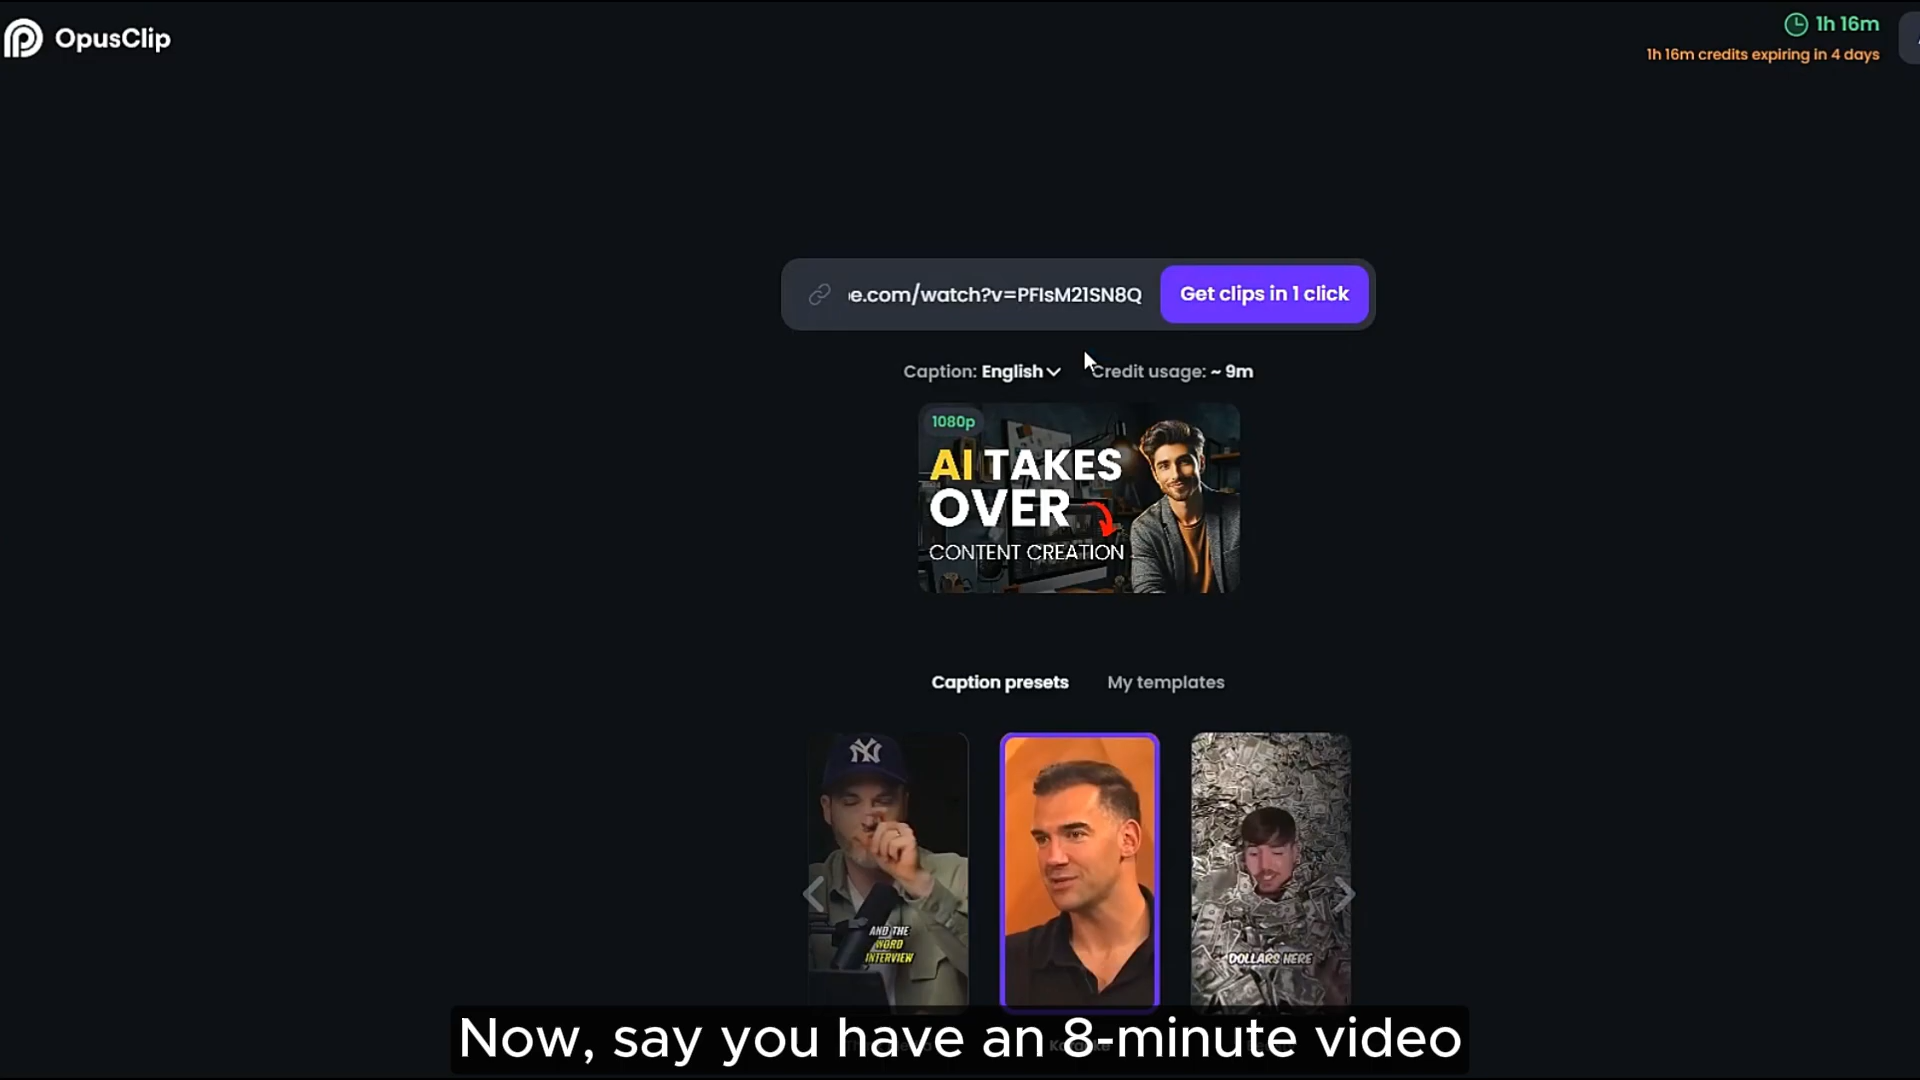 OpusClip
1h 16m
1h 16m credits expiring in 4 days
e.com/watch?v=PFIsM21SN8Q
Get clips in 1 click
Caption: English
Credit usage: ~ 9m
1080p
AI TAKES
OVER
CONTENT CREATION
Caption presets
My templates
NY
AND THE
WORD
INTERVIEW
DOLLARS HERE
Now, say you have an 8-minute video